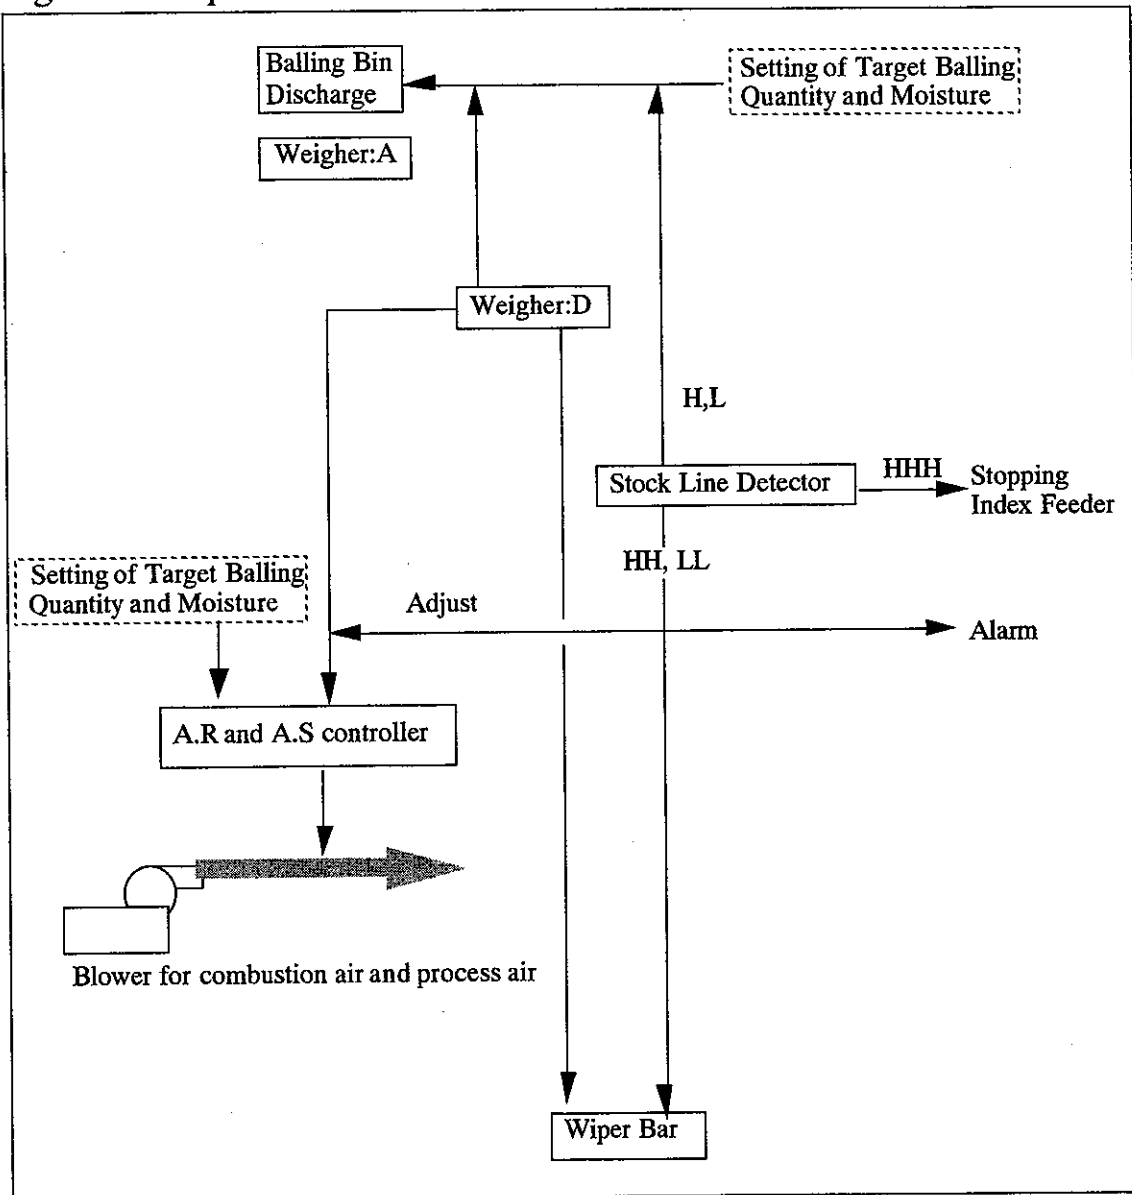 Balling Bin
Discharge
Setting of Target Balling
Quantity and Moisture
Weigher:A
Weigher:D
H,L
Stock Line Detector
HHH
Stopping
Index Feeder
HH, LL
Setting of Target Balling
Quantity and Moisture
Adjust
Alarm
A.R and A.S controller
Blower for combustion air and process air
Wiper Bar